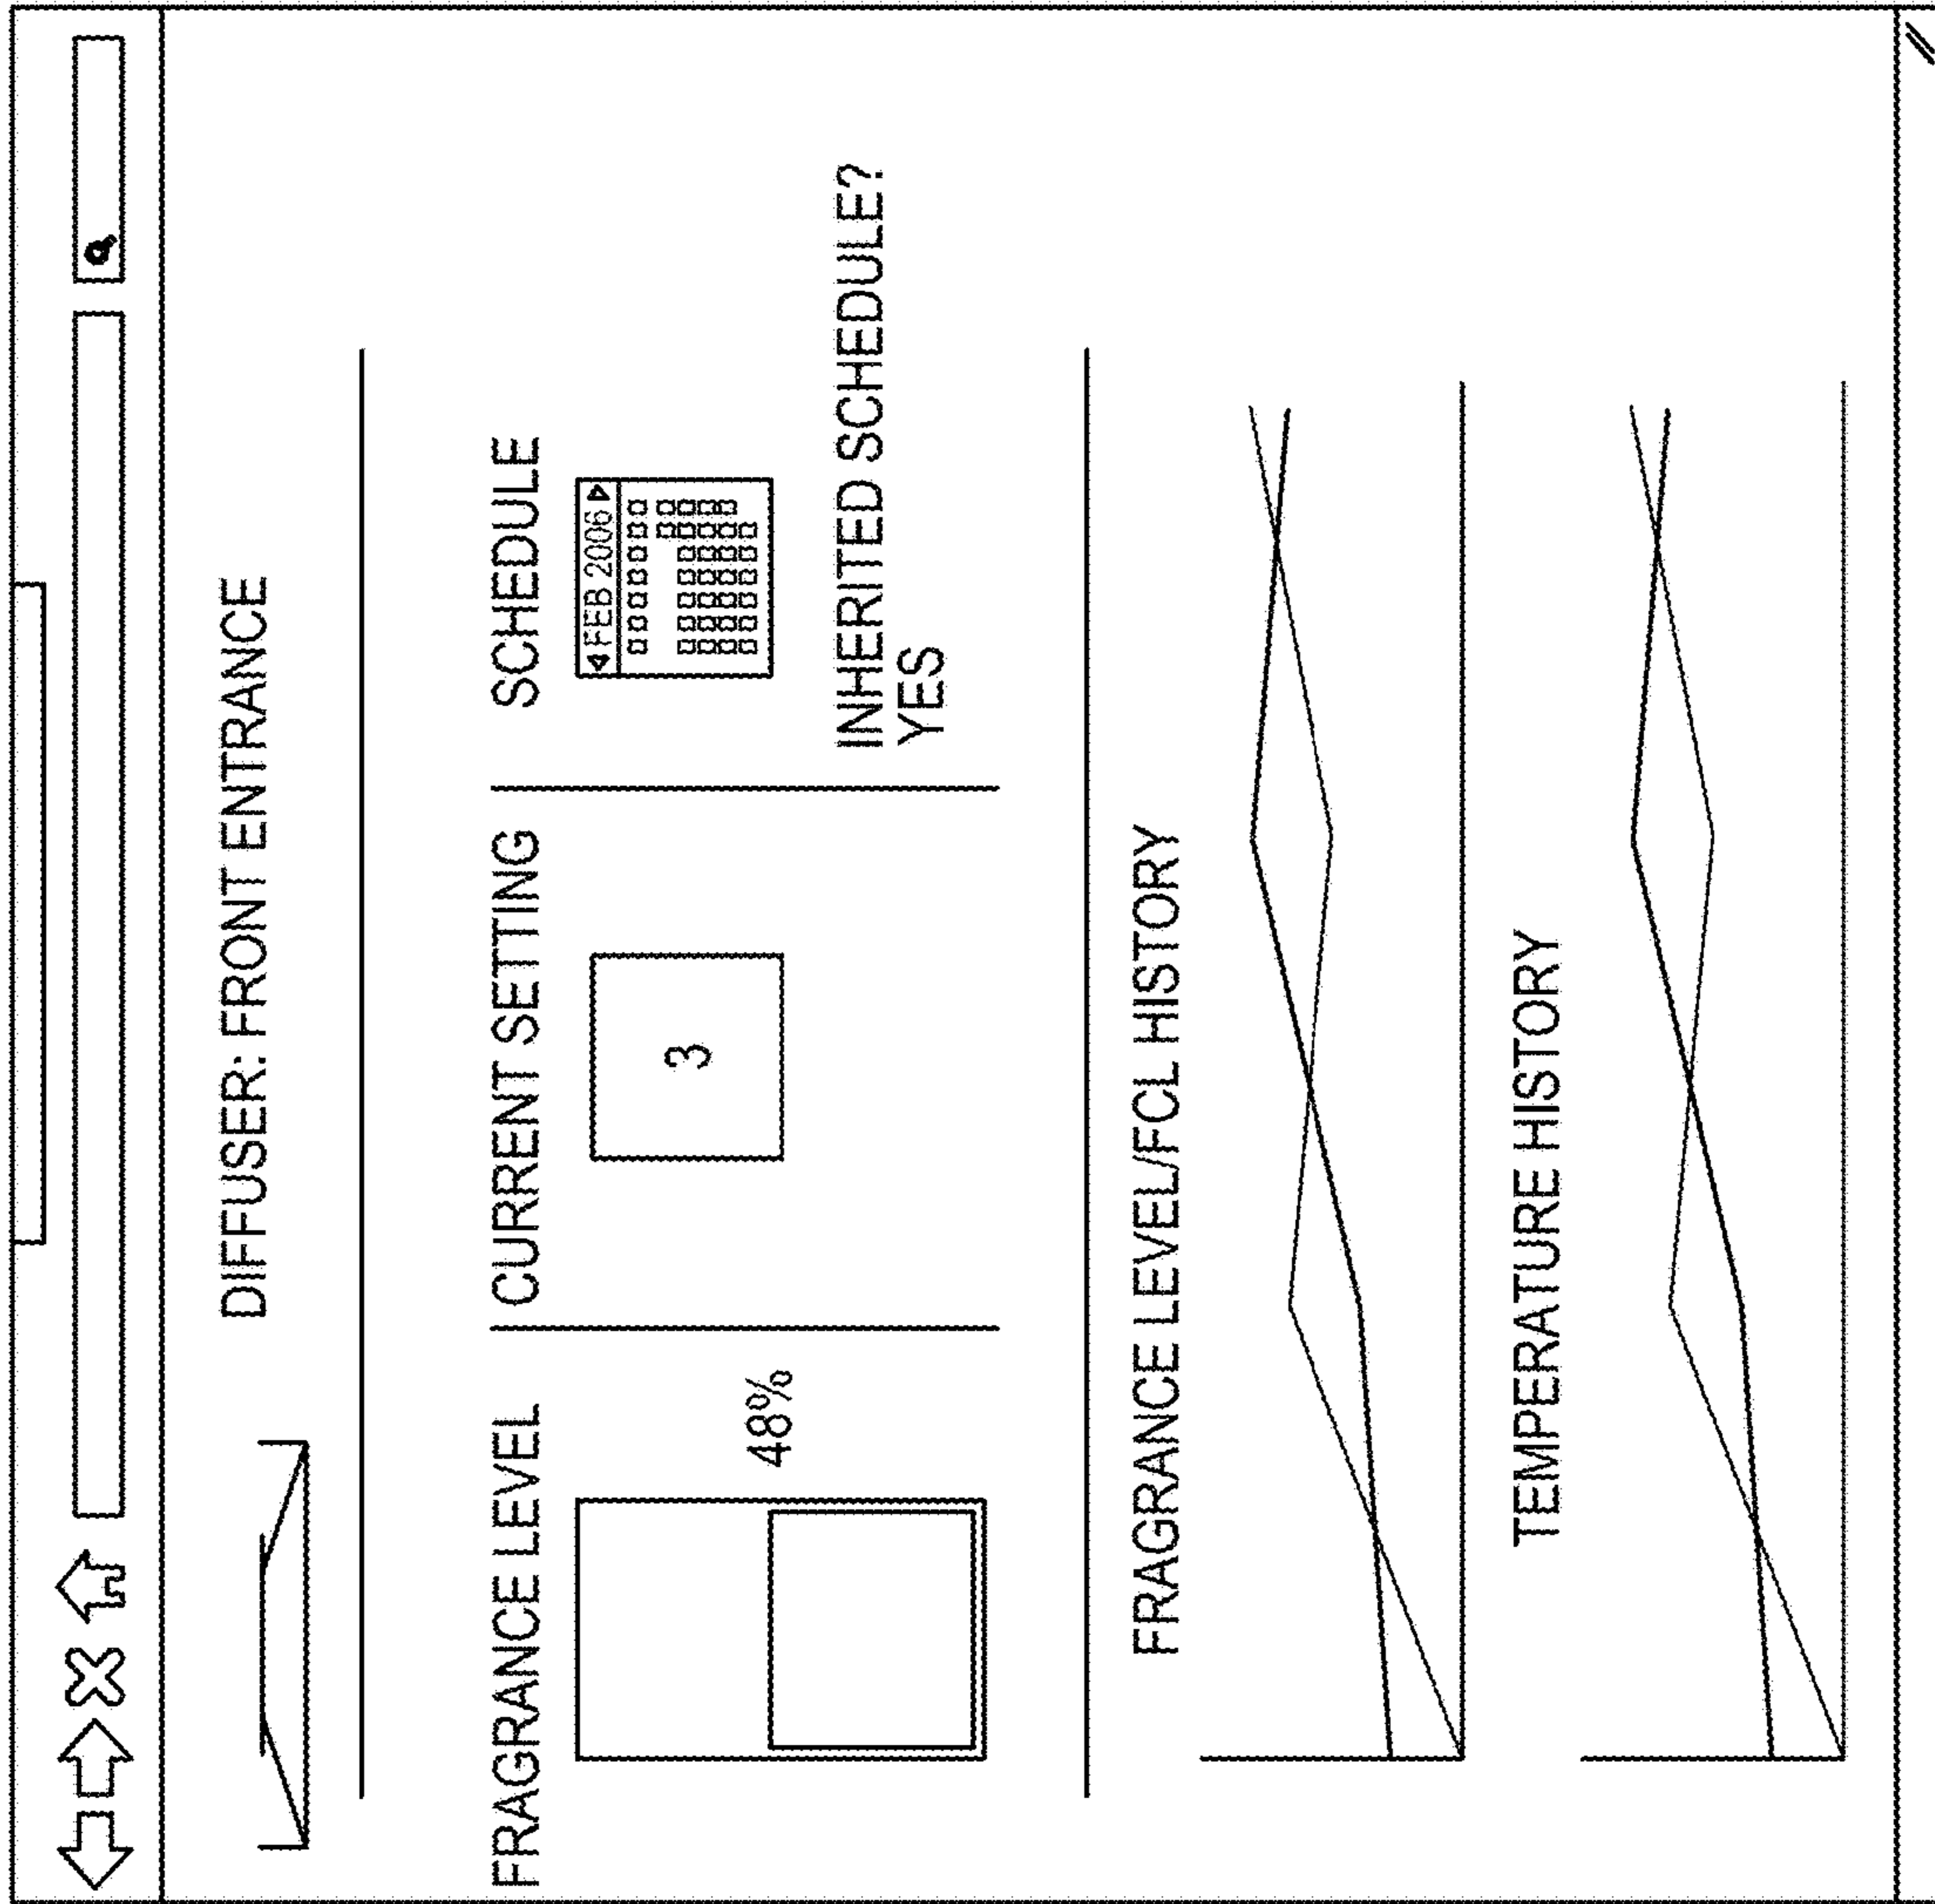 DIFFUSER: FRONT ENTRANCE
FRAGRANCE LEVEL
48%
CURRENT SETTING
3
SCHEDULE
FEB 2006
INHERITED SCHEDULE?
YES
FRAGRANCE LEVEL/FCL HISTORY
TEMPERATURE HISTORY